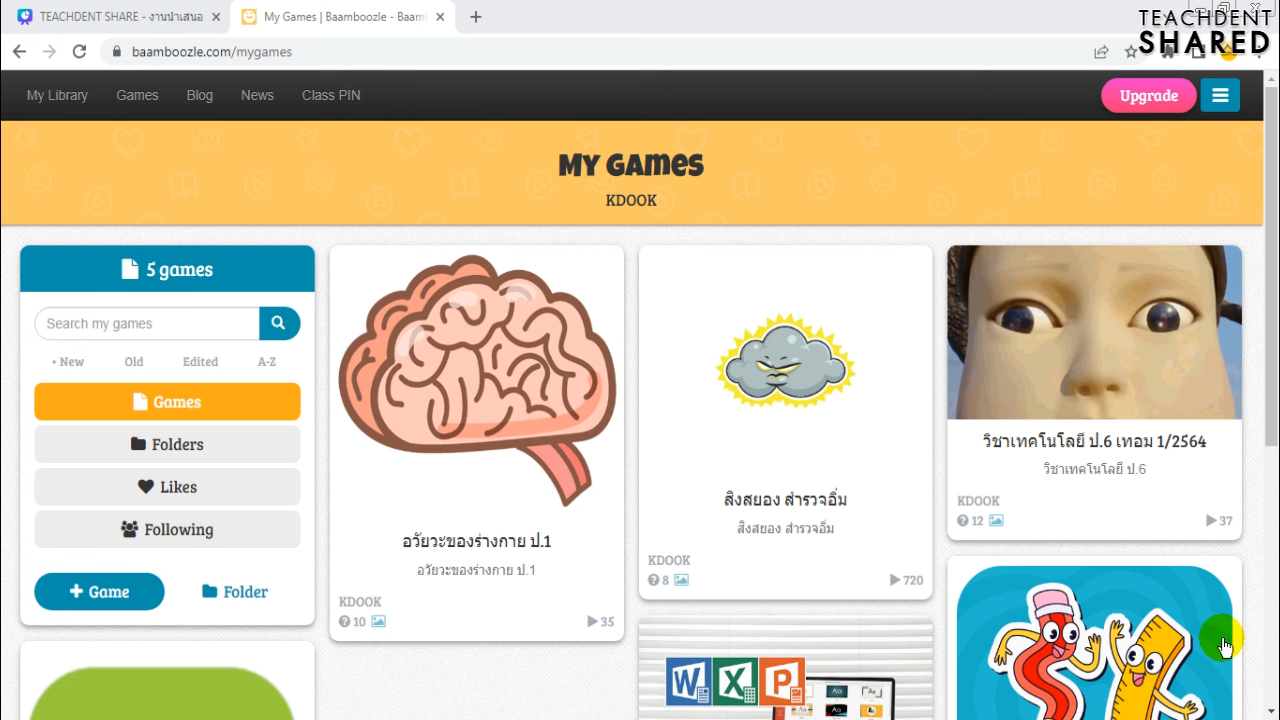 TEACHDENT SHARE - งานนำเสนอ
My Games | Baamboozle - Baam
TEACHDENT
SHARED
baamboozle.com/mygames
My Library
Games
Blog
News
Class PIN
Upgrade
My Games
KDOOK
5 games
Search my games
• New
Old
Edited
A-Z
Games
Folders
Likes
Following
+ Game
Folder
อวัยวะของร่างกาย ป.1
อวัยวะของร่างกาย ป.1
KDOOK
10
35
สิงสยอง สำรวจอิ่ม
สิงสยอง สำรวจอิ่ม
KDOOK
8
720
W X P
วิชาเทคโนโลยี ป.6 เทอม 1/2564
วิชาเทคโนโลยี ป.6
KDOOK
12
37